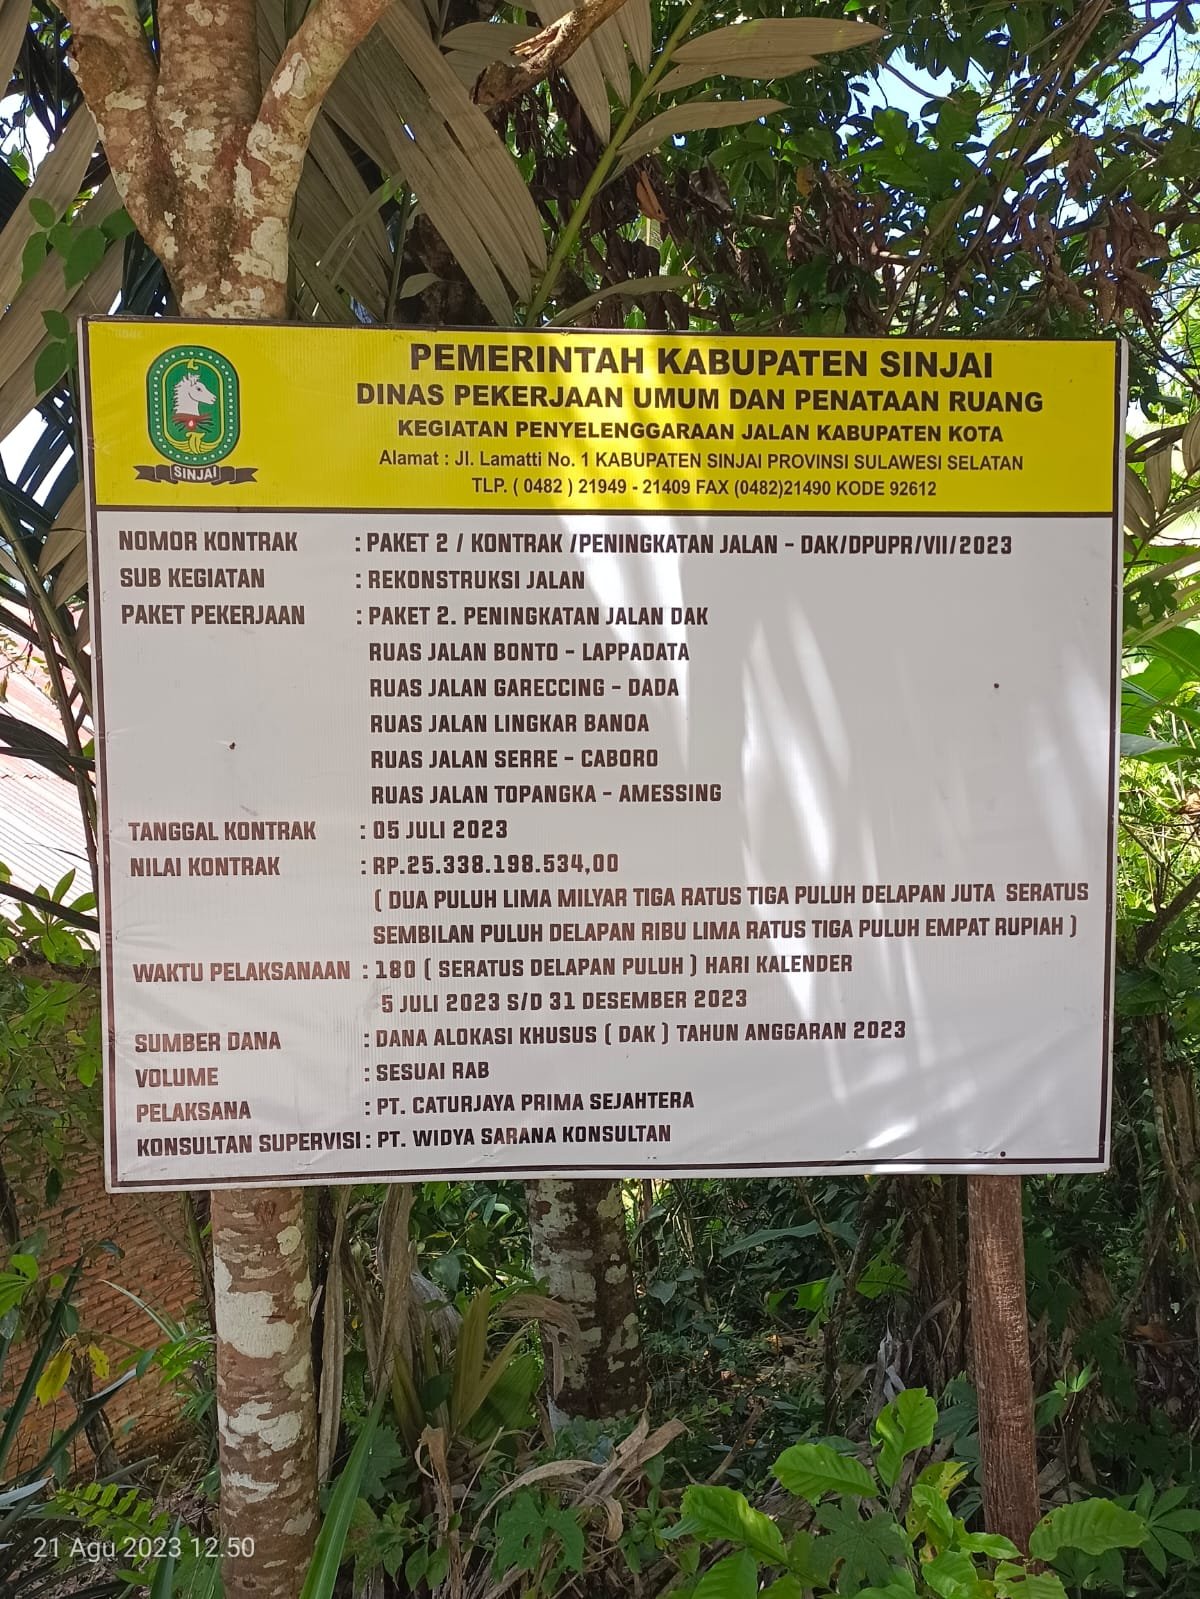 PEMERINTAH KABUPATEN SINJAI
DINAS PEKERJAAN UMUM DAN PENATAAN RUANG
KEGIATAN PENYELENGGARAAN JALAN KABUPATEN KOTA
Alamat : Jl. Lamatti No. 1 KABUPATEN SINJAI PROVINSI SULAWESI SELATAN
TLP. ( 0482 ) 21949 - 21409 FAX (0482)21490 KODE 92612
SINJAI
NOMOR KONTRAK : PAKET 2 / KONTRAK /PENINGKATAN JALAN - DAK/DPUPR/VII/2023
SUB KEGIATAN : REKONSTRUKSI JALAN
PAKET PEKERJAAN : PAKET 2. PENINGKATAN JALAN DAK
RUAS JALAN BONTO - LAPPADATA
RUAS JALAN GARECCING - DADA
RUAS JALAN LINGKAR BANOA
RUAS JALAN SERRE - CABORO
RUAS JALAN TOPANGKA - AMESSING
TANGGAL KONTRAK : 05 JULI 2023
NILAI KONTRAK : RP.25.338.198.534,00
( DUA PULUH LIMA MILYAR TIGA RATUS TIGA PULUH DELAPAN JUTA SERATUS
SEMBILAN PULUH DELAPAN RIBU LIMA RATUS TIGA PULUH EMPAT RUPIAH )
WAKTU PELAKSANAAN : 180 ( SERATUS DELAPAN PULUH ) HARI KALENDER
5 JULI 2023 S/D 31 DESEMBER 2023
SUMBER DANA : DANA ALOKASI KHUSUS ( DAK ) TAHUN ANGGARAN 2023
VOLUME : SESUAI RAB
PELAKSANA : PT. CATURJAYA PRIMA SEJAHTERA
KONSULTAN SUPERVISI : PT. WIDYA SARANA KONSULTAN
21 Agu 2023 12.50